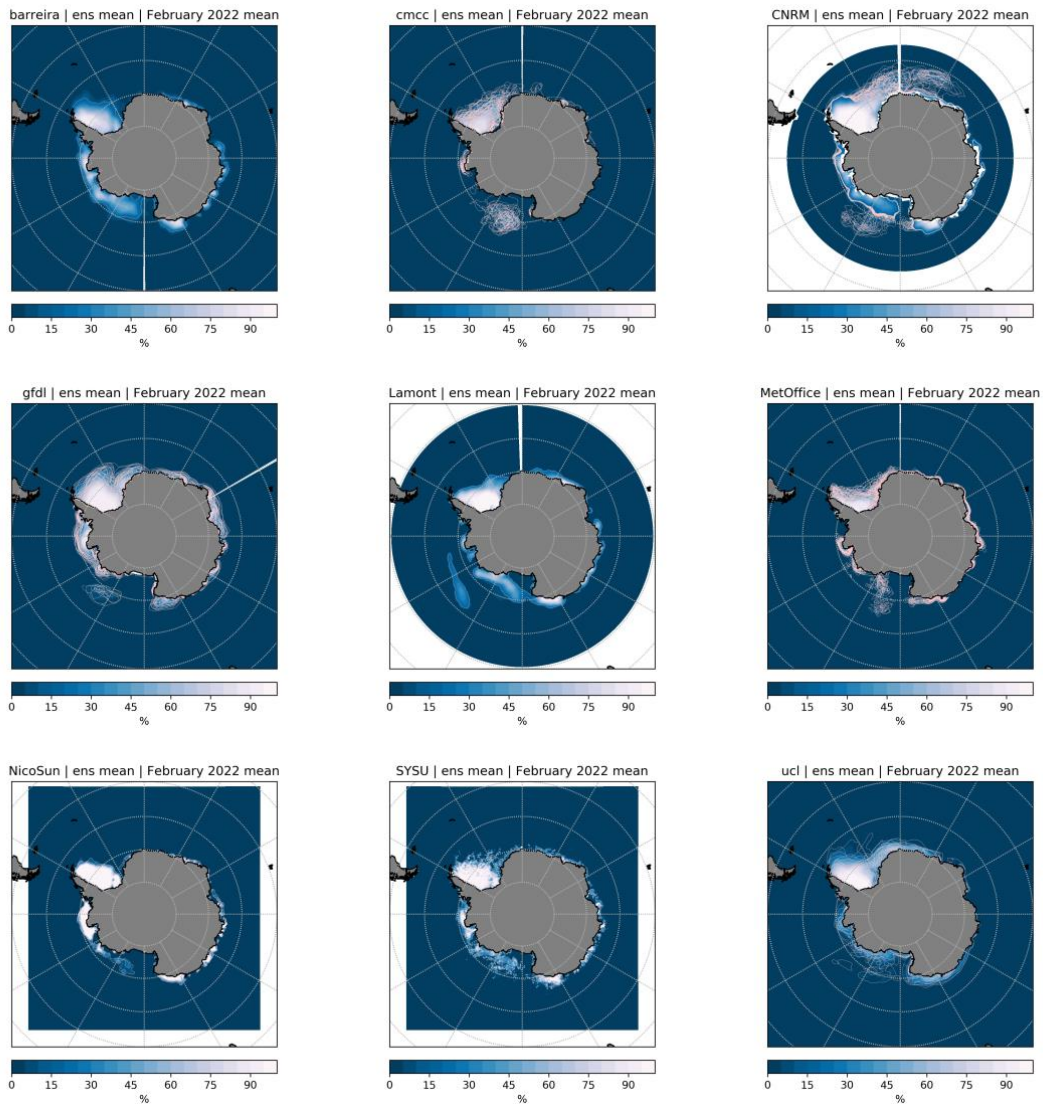 barreira | ens mean | February 2022 mean
cmcc | ens mean | February 2022 mean
CNRM | ens mean | February 2022 mean
0 15 30 45 60 75 90
%
0 15 30 45 60 75 90
%
0 15 30 45 60 75 90
%
gfdl | ens mean | February 2022 mean
Lamont | ens mean | February 2022 mean
MetOffice | ens mean | February 2022 mean
0 15 30 45 60 75 90
%
0 15 30 45 60 75 90
%
0 15 30 45 60 75 90
%
NicoSun | ens mean | February 2022 mean
SYSU | ens mean | February 2022 mean
ucl | ens mean | February 2022 mean
0 15 30 45 60 75 90
%
0 15 30 45 60 75 90
%
0 15 30 45 60 75 90
%